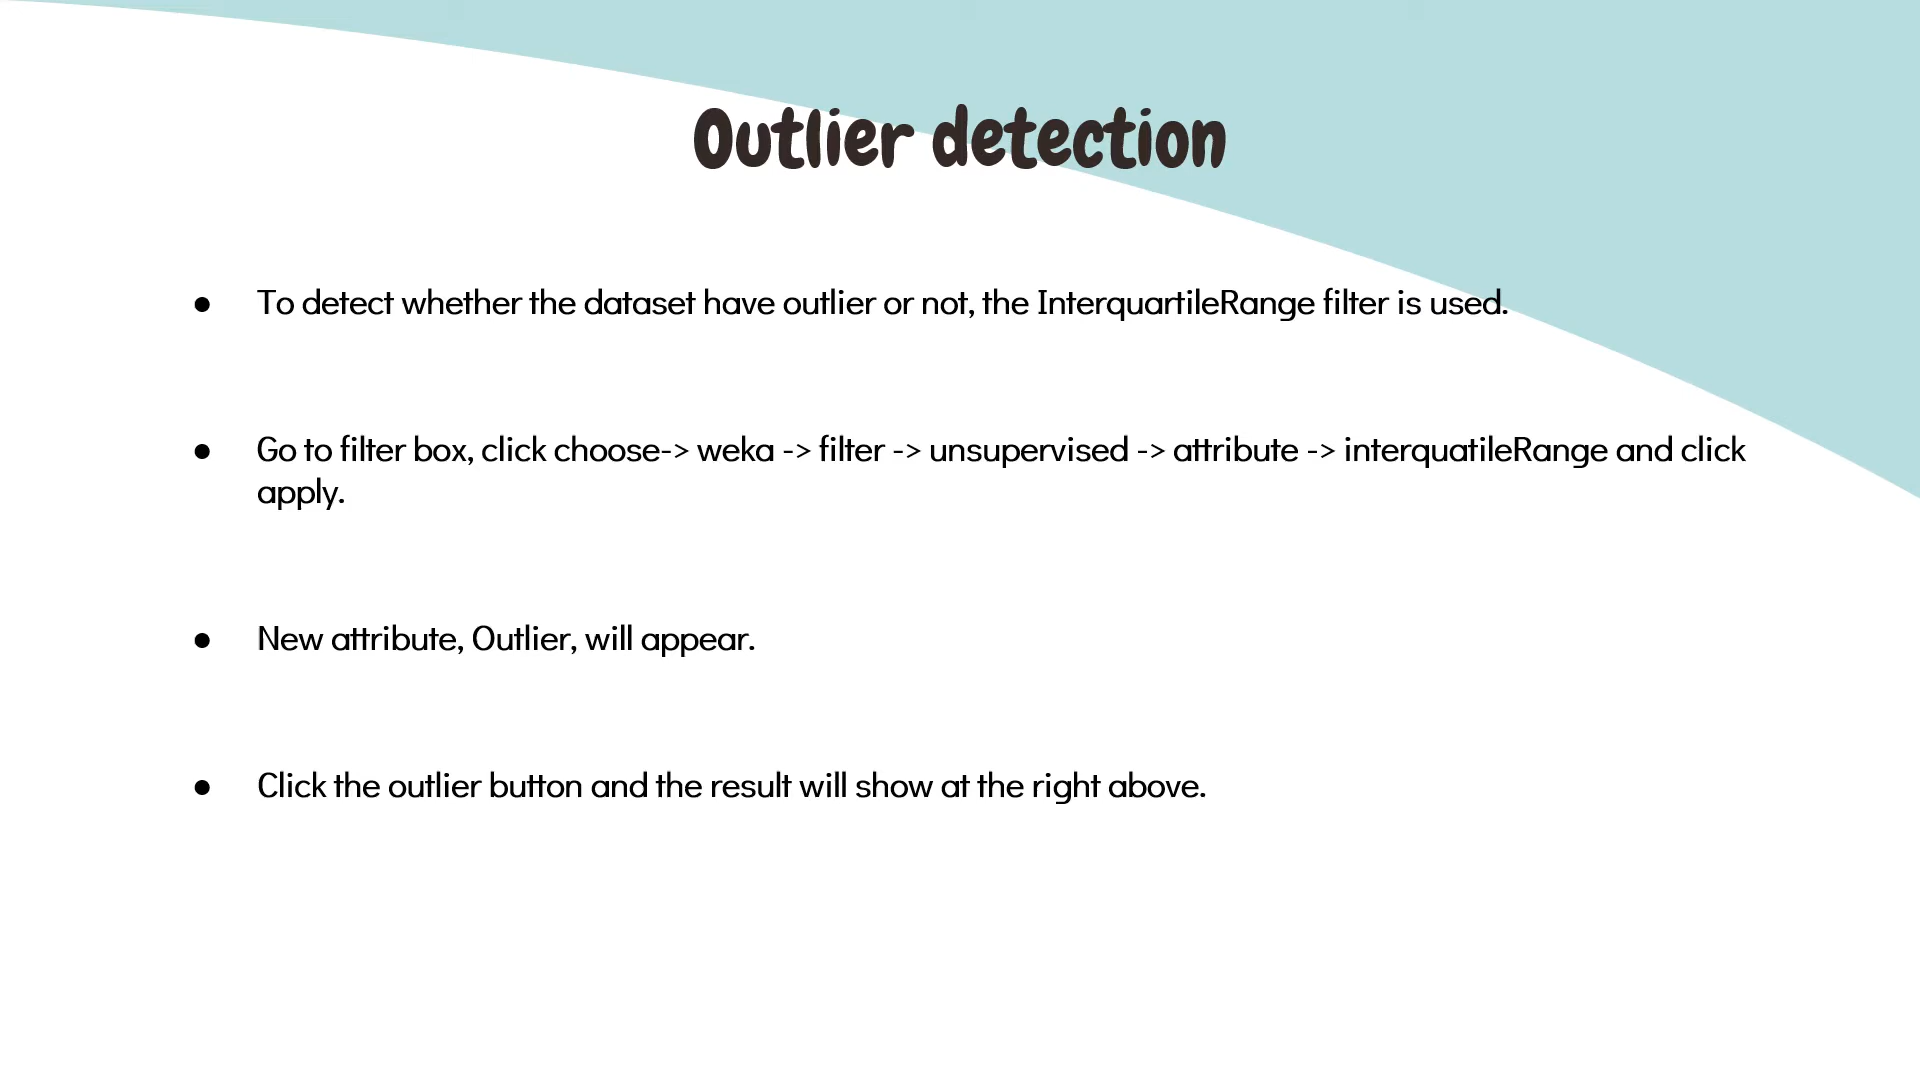 Outlier detection
● To detect whether the dataset have outlier or not, the InterquartileRange filter is used.
● Go to filter box, click choose-> weka -> filter -> unsupervised -> attribute -> interquatileRange and click
apply.
● New attribute, Outlier, will appear.
● Click the outlier button and the result will show at the right above.